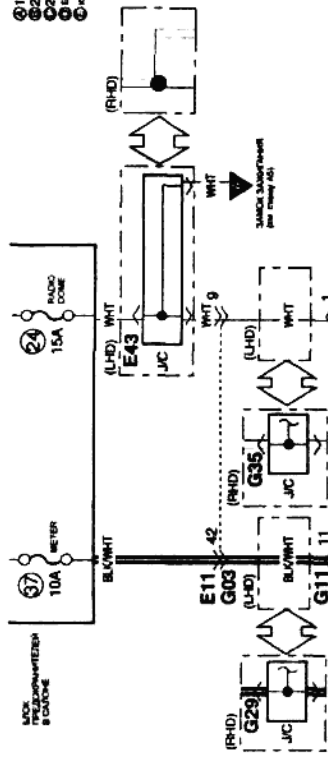 БЛОК
ПРЕДОХРАНИТЕЛЕЙ
В САЛОНЕ
37
METER
10A
24
RADIO
DOME
15A
BLK/WHT
WHT
(LHD)
E43
J/C
(RHD)
WHT
ЗАМОК ЗАЖИГАНИЯ
WHT
9
42
E11
G03
(LHD)
BLK/WHT
11
G11
(RHD)
G29
J/C
(RHD)
G35
J/C
(LHD)
WHT
1